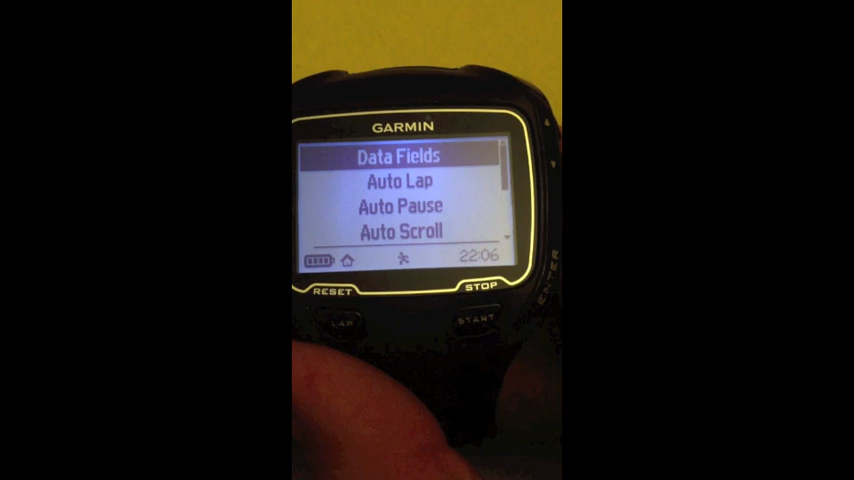 GARMIN
Data Fields
Auto Lap
Auto Pause
Auto Scroll
22:06
RESET STOP
LAP START
ENTER